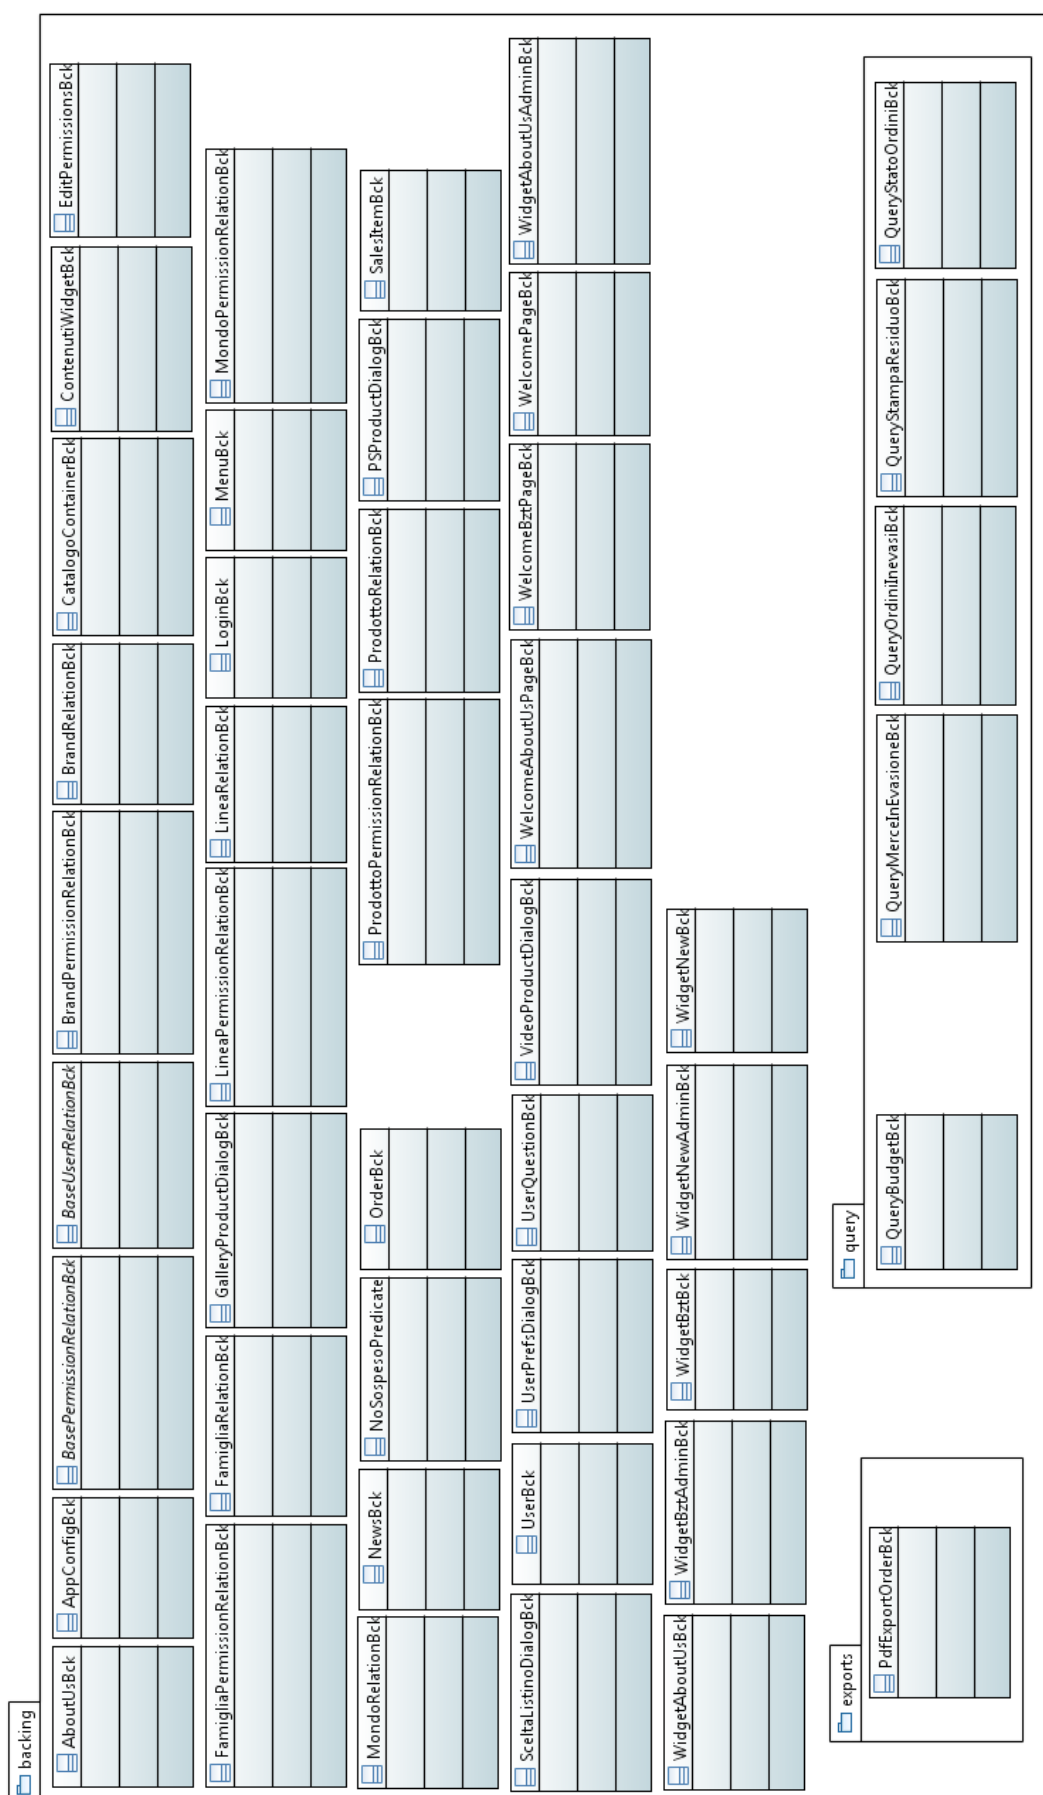 backing
AboutUsBck
AppConfigBck
BasePermissionRelationBck
BaseUserRelationBck
BrandPermissionRelationBck
BrandRelationBck
CatalogoContainerBck
ContenutiWidgetBck
EditPermissionsBck
FamigliaPermissionRelationBck
FamigliaRelationBck
GalleryProductDialogBck
LineaPermissionRelationBck
LineaRelationBck
LoginBck
MenuBck
MondoPermissionRelationBck
MondoRelationBck
NewsBck
NoSospesoPredicate
OrderBck
ProdottoPermissionRelationBck
ProdottoRelationBck
PSProductDialogBck
SalesItemBck
SceltaListinoDialogBck
UserBck
UserPrefsDialogBck
UserQuestionBck
VideoProductDialogBck
WelcomeAboutUsPageBck
WelcomeBztPageBck
WelcomePageBck
WidgetAboutUsAdminBck
WidgetAboutUsBck
WidgetBztAdminBck
WidgetBztBck
WidgetNewAdminBck
WidgetNewBck
exports
PdfExportOrderBck
query
QueryBudgetBck
QueryMerceInEvasioneBck
QueryOrdiniInevasiBck
QueryStampaResiduoBck
QueryStatoOrdiniBck